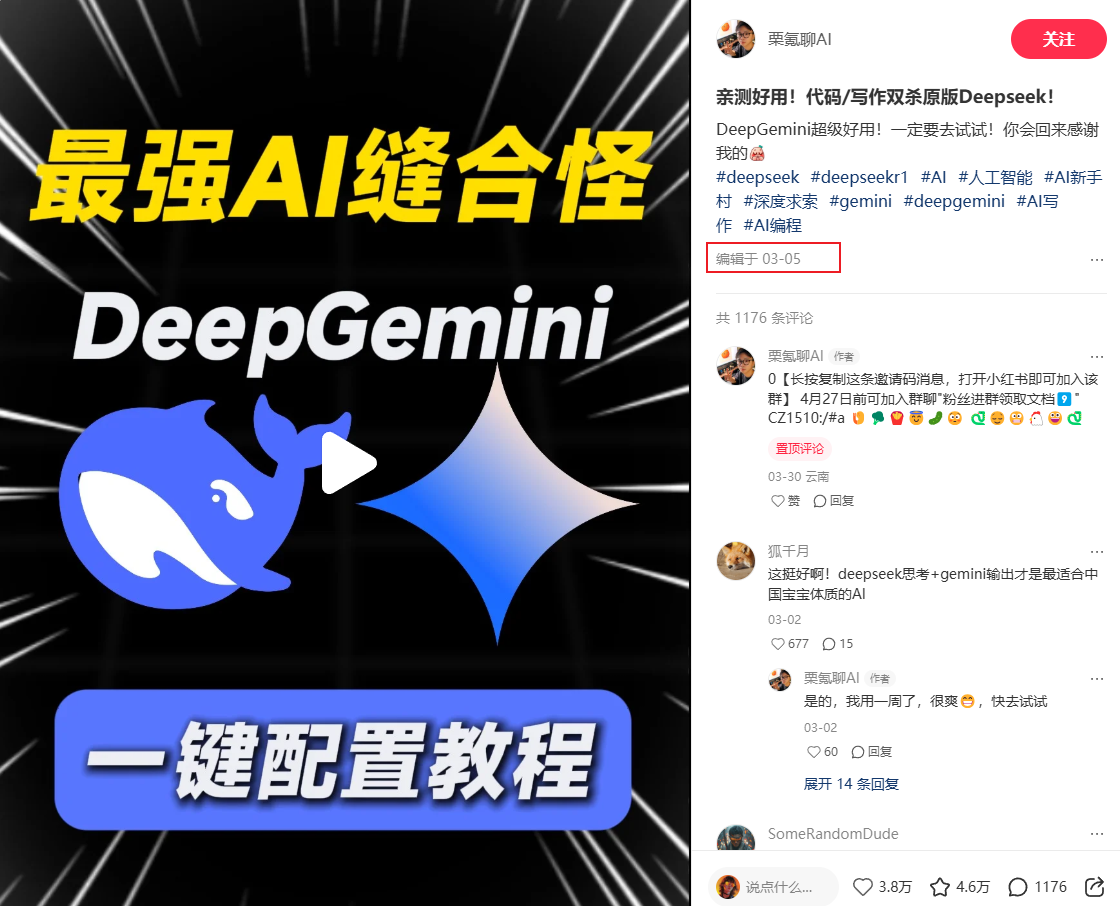 最强AI缝合怪
DeepGemini
一键配置教程
栗氪聊AI
关注
亲测好用！代码/写作双杀原版Deepseek！
DeepGemini超级好用！一定要去试试！你会回来感谢
我的
#deepseek #deepseekr1 #AI #人工智能 #AI新手
村 #深度求索 #gemini #deepgemini #AI写
作 #AI编程
编辑于 03-05
共 1176 条评论
栗氪聊AI 作者
0【长按复制这条邀请码消息，打开小红书即可加入该
群】 4月27日前可加入群聊"粉丝进群领取文档9️⃣"
CZ1510;/#a
置顶评论
03-30 云南
赞 回复
狐千月
这挺好啊！deepseek思考+gemini输出才是最适合中
国宝宝体质的AI
03-02
677 15
栗氪聊AI 作者
是的，我用一周了，很爽😁，快去试试
03-02
60 回复
展开 14 条回复
SomeRandomDude
说点什么... 3.8万 4.6万 1176